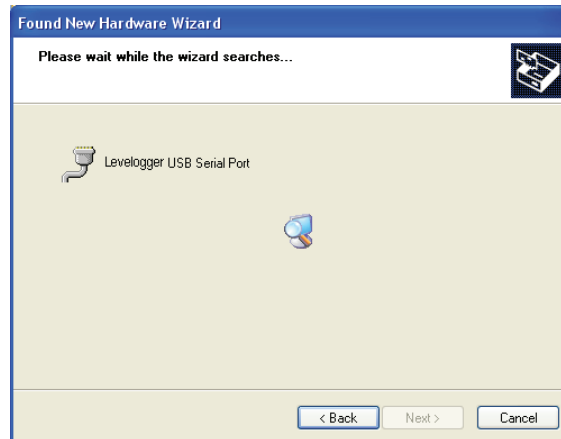 Found New Hardware Wizard
Please wait while the wizard searches...
Levelogger USB Serial Port
< Back
Next >
Cancel